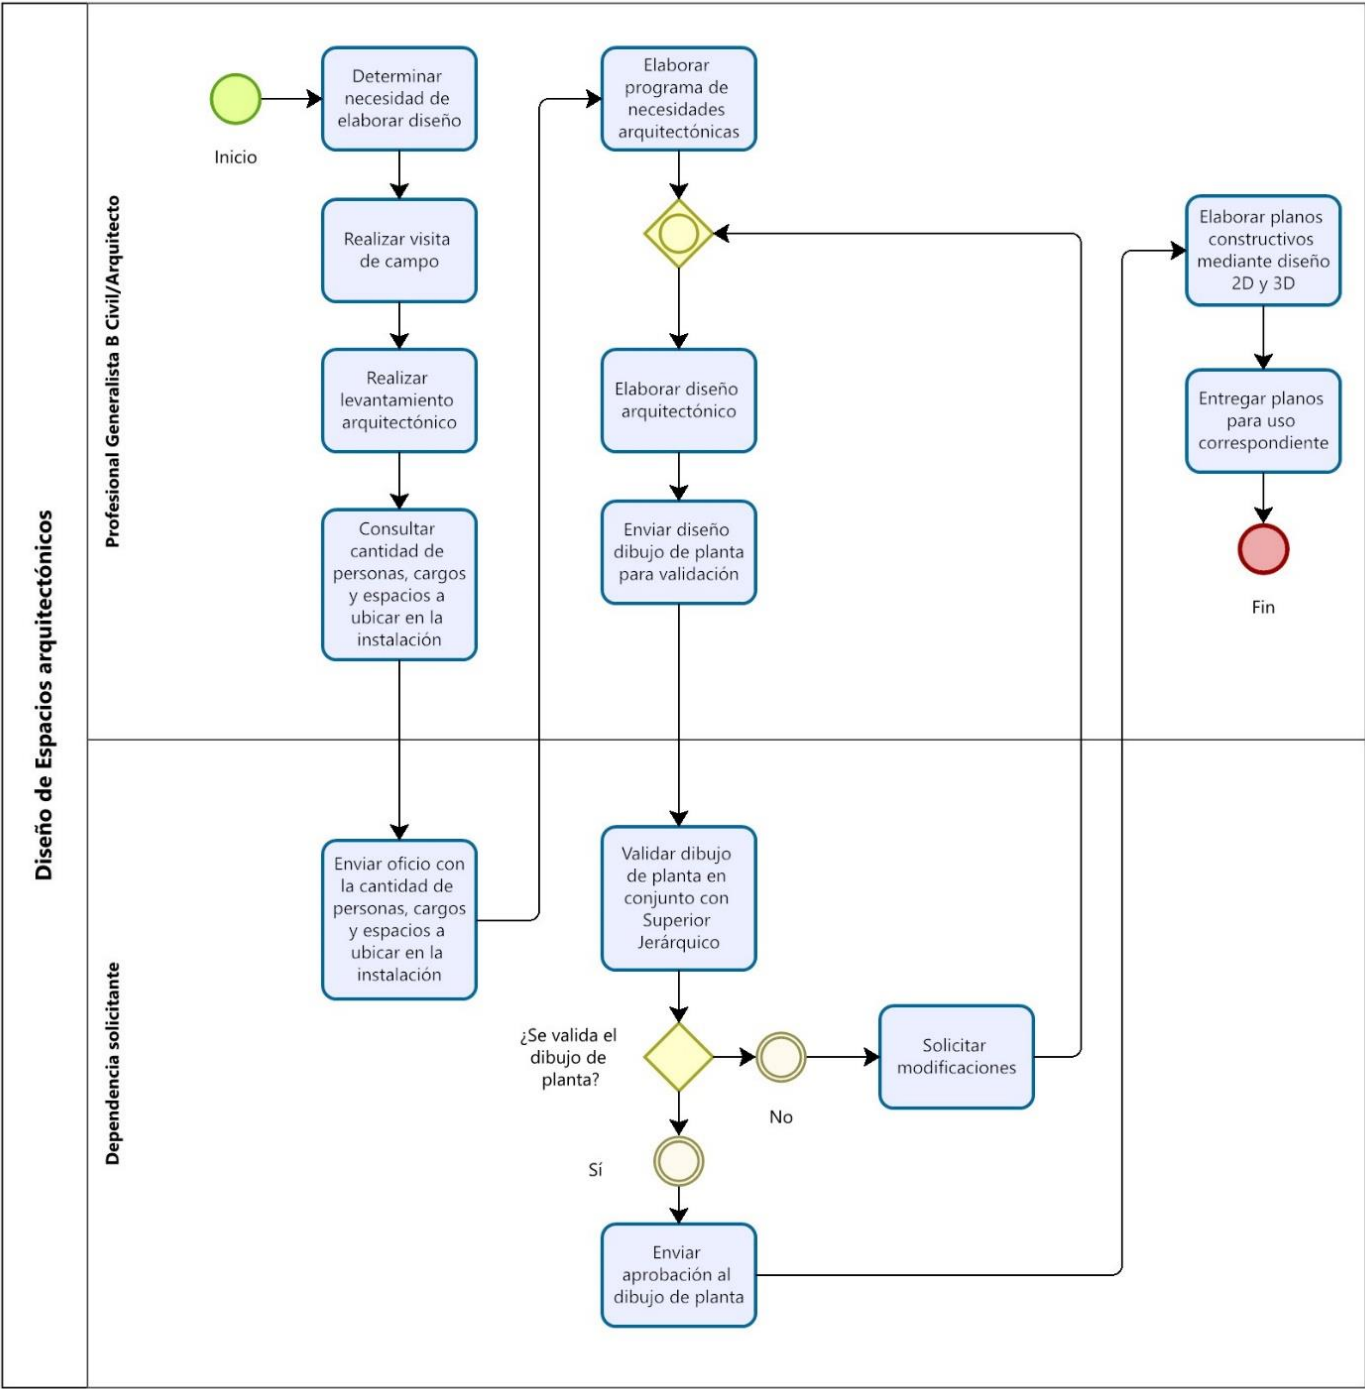 Diseño de Espacios arquitectónicos
Profesional Generalista B Civil/Arquitecto
Inicio
Determinar
necesidad de
elaborar diseño
Realizar visita
de campo
Realizar
levantamiento
arquitectónico
Consultar
cantidad de
personas, cargos
y espacios a
ubicar en la
instalación
Elaborar
programa de
necesidades
arquitectónicas
Elaborar diseño
arquitectónico
Enviar diseño
dibujo de planta
para validación
Elaborar planos
constructivos
mediante diseño
2D y 3D
Entregar planos
para uso
correspondiente
Fin
Dependencia solicitante
Enviar oficio con
la cantidad de
personas, cargos
y espacios a
ubicar en la
instalación
Validar dibujo
de planta en
conjunto con
Superior
Jerárquico
¿Se valida el
dibujo de
planta?
No
Solicitar
modificaciones
Sí
Enviar
aprobación al
dibujo de planta